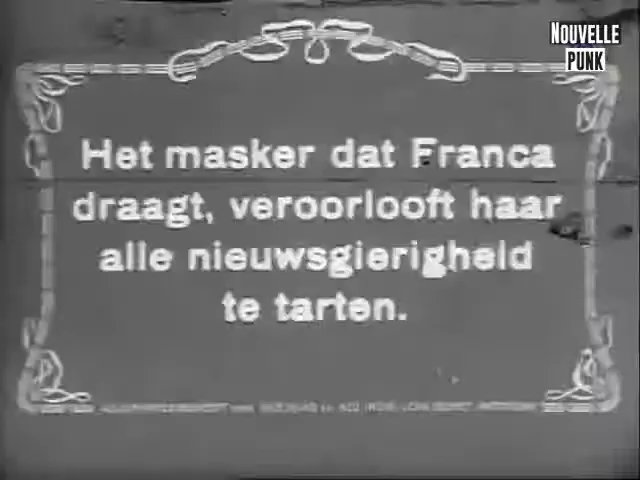 NOUVELLE
PUNK
Het masker dat Franca
draagt, veroorlooft haar
alle nieuwsgierigheid
te tarten.